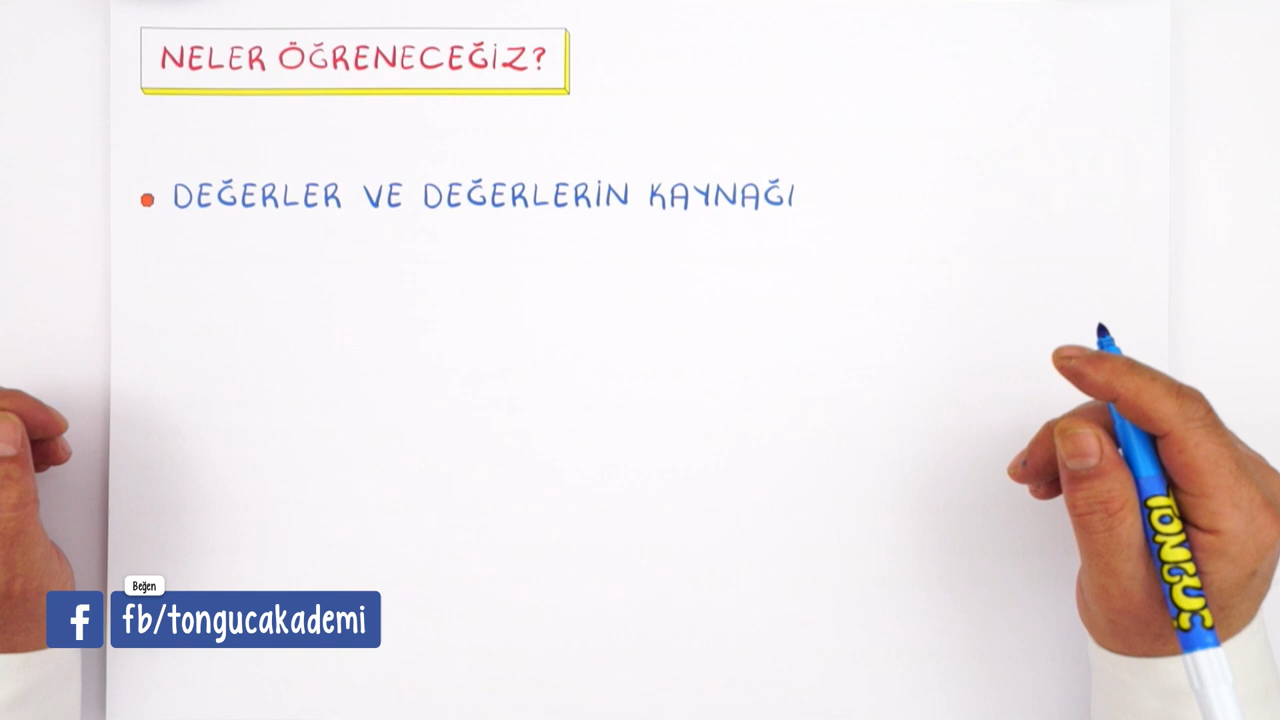 NELER ÖĞRENECEĞİZ?
DEĞERLER VE DEĞERLERİN KAYNAĞI
Beğen
f fb/tongucakademi
TONGUÇ